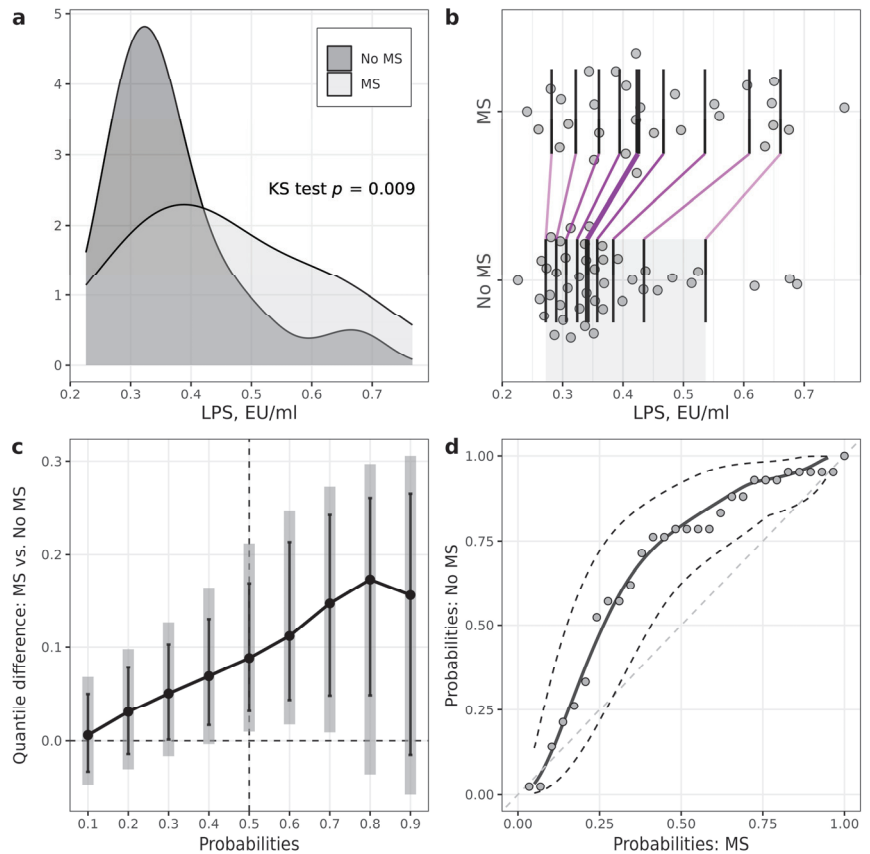 a
5
4
3
2
1
0
No MS
MS
KS test p = 0.009
0.2 0.3 0.4 0.5 0.6 0.7
LPS, EU/ml
b
MS
No MS
0.2 0.3 0.4 0.5 0.6 0.7
LPS, EU/ml
c
Quantile difference: MS vs. No MS
0.3
0.2
0.1
0.0
0.1 0.2 0.3 0.4 0.5 0.6 0.7 0.8 0.9
Probabilities
d
Probabilities: No MS
1.00
0.75
0.50
0.25
0.00
0.00 0.25 0.50 0.75 1.00
Probabilities: MS